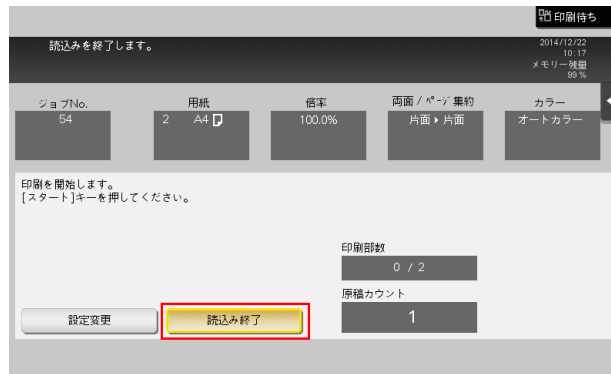 印刷待ち
読込みを終了します。
2014/12/22
10:17
メモリー残量
99%
ジョブNo.
54
用紙
2 A4
倍率
100.0%
両面 / ページ集約
片面 ▶ 片面
カラー
オートカラー
印刷を開始します。
[スタート]キーを押してください。
印刷部数
0 / 2
原稿カウント
1
設定変更
読込み終了